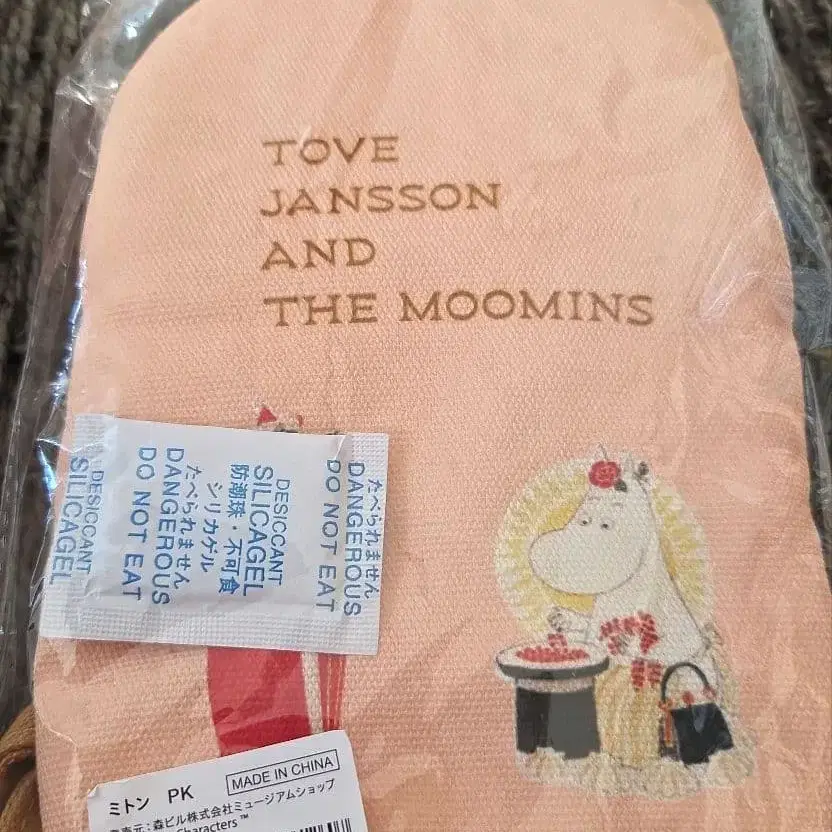 TOVE
JANSSON
AND
THE MOOMINS
たべられません
DANGEROUS
DO NOT EAT
DESICCANT
SILICAGEL
防潮珠・不可食
シリカゲル
たべられません
DANGEROUS
DO NOT EAT
DESICCANT
SILICAGEL
ミトン PK
MADE IN CHINA
森ビル株式会社ミュージアムショップ
Characters™